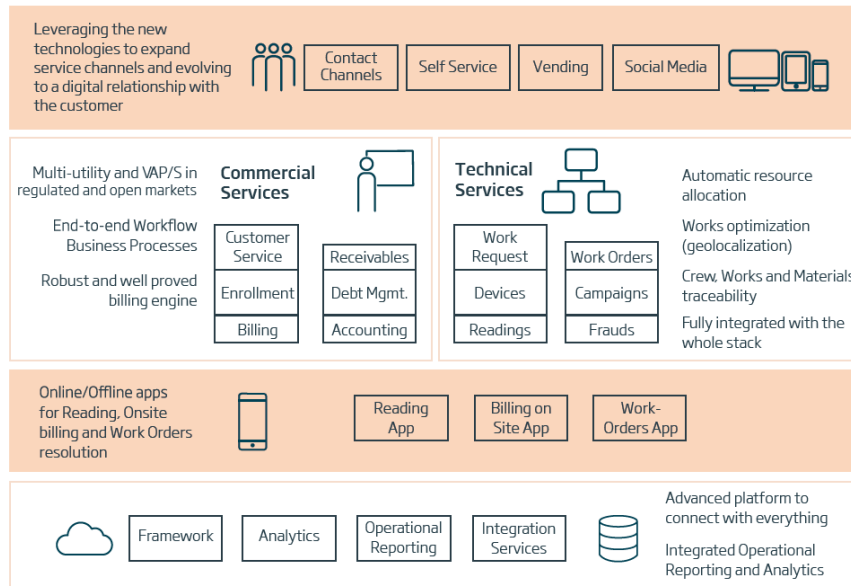 Leveraging the new
technologies to expand
service channels and evolving
to a digital relationship with
the customer
Contact
Channels
Self Service
Vending
Social Media
Multi-utility and VAP/S in
regulated and open markets
End-to-end Workflow
Business Processes
Robust and well proved
billing engine
Commercial
Services
Customer
Service
Enrollment
Billing
Receivables
Debt Mgmt.
Accounting
Technical
Services
Work
Request
Devices
Readings
Work Orders
Campaigns
Frauds
Automatic resource
allocation
Works optimization
(geolocalization)
Crew, Works and Materials
traceability
Fully integrated with the
whole stack
Online/Offline apps
for Reading, Onsite
billing and Work Orders
resolution
Reading
App
Billing on
Site App
Work-
Orders App
Framework
Analytics
Operational
Reporting
Integration
Services
Advanced platform to
connect with everything
Integrated Operational
Reporting and Analytics